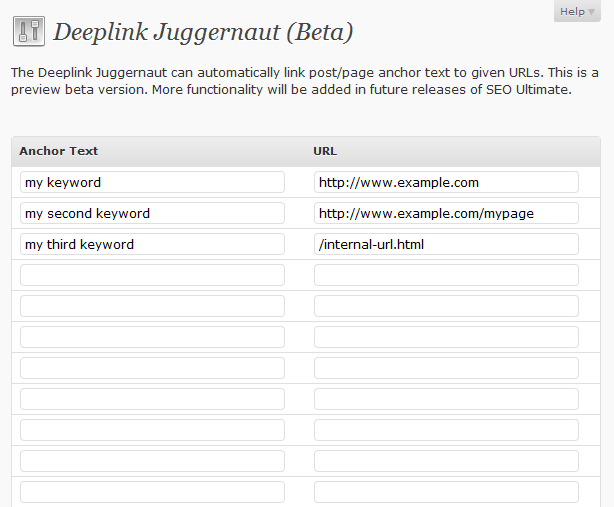 Help
Deeplink Juggernaut (Beta)
The Deeplink Juggernaut can automatically link post/page anchor text to given URLs. This is a
preview beta version. More functionality will be added in future releases of SEO Ultimate.
Anchor Text URL
my keyword http://www.example.com
my second keyword http://www.example.com/mypage
my third keyword /internal-url.html